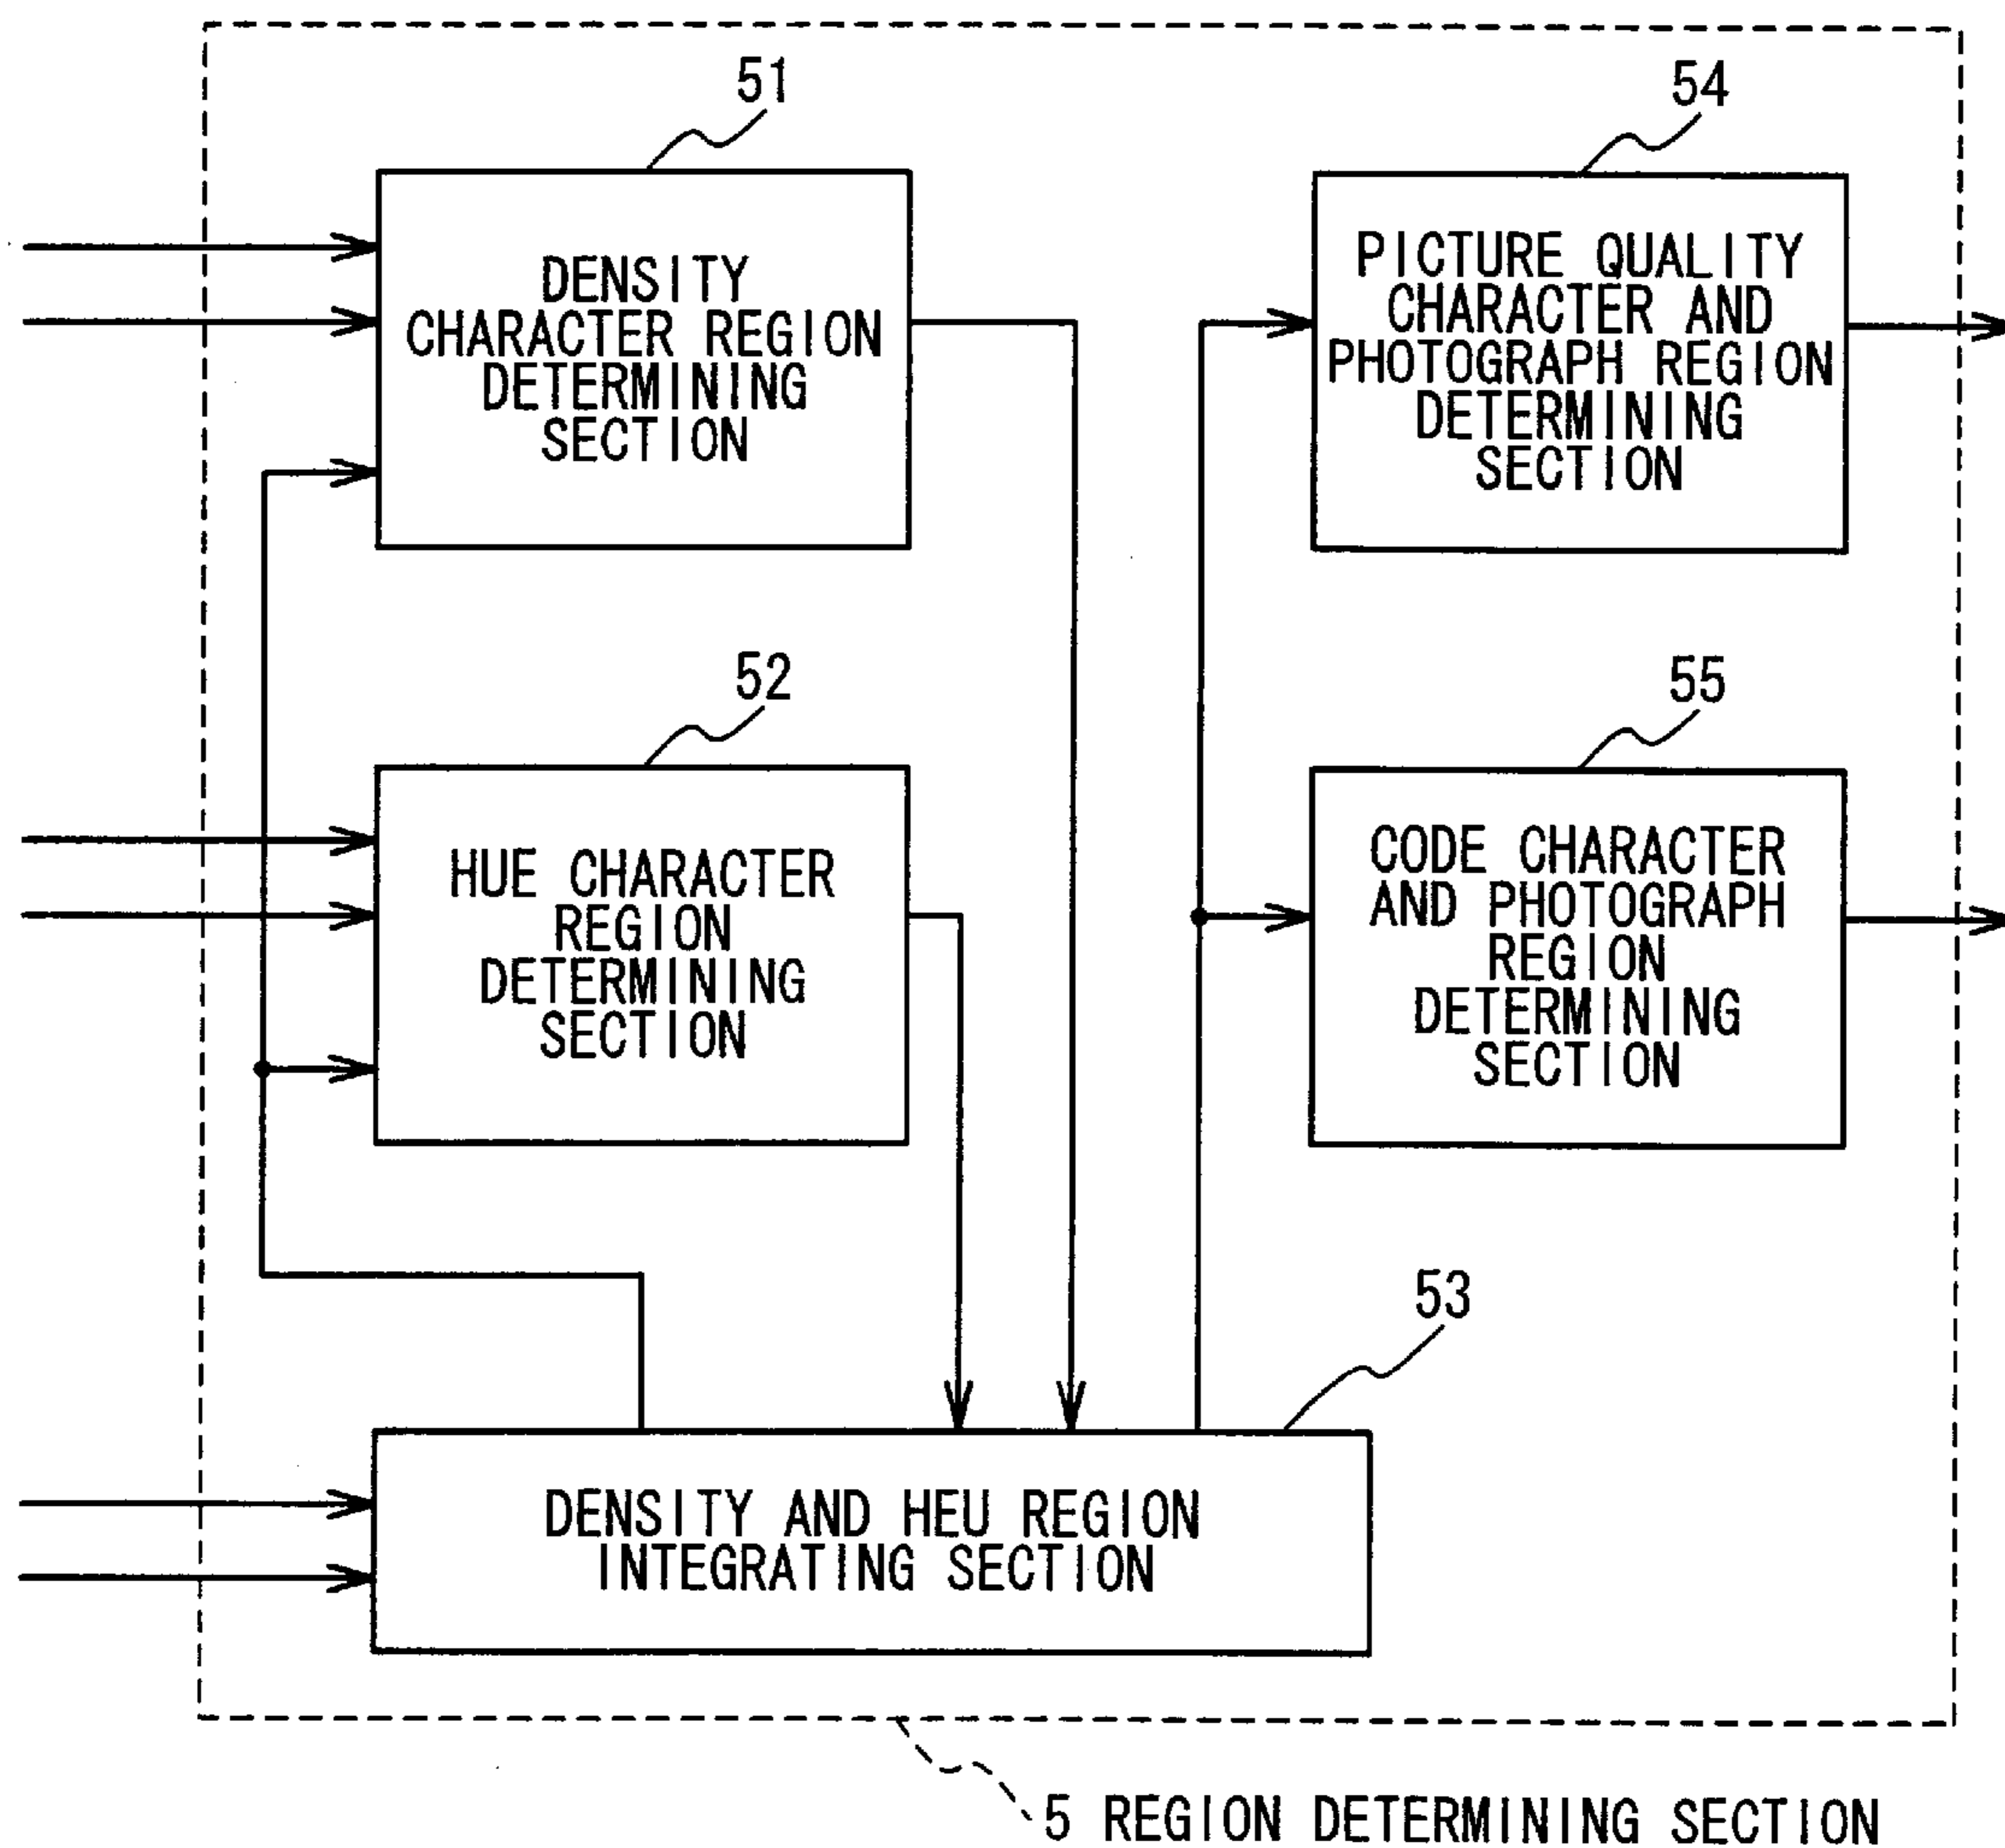 51
DENSITY
CHARACTER REGION
DETERMINING
SECTION
54
PICTURE QUALITY
CHARACTER AND
PHOTOGRAPH REGION
DETERMINING
SECTION
52
HUE CHARACTER
REGION
DETERMINING
SECTION
55
CODE CHARACTER
AND PHOTOGRAPH
REGION
DETERMINING
SECTION
53
DENSITY AND HEU REGION
INTEGRATING SECTION
5 REGION DETERMINING SECTION